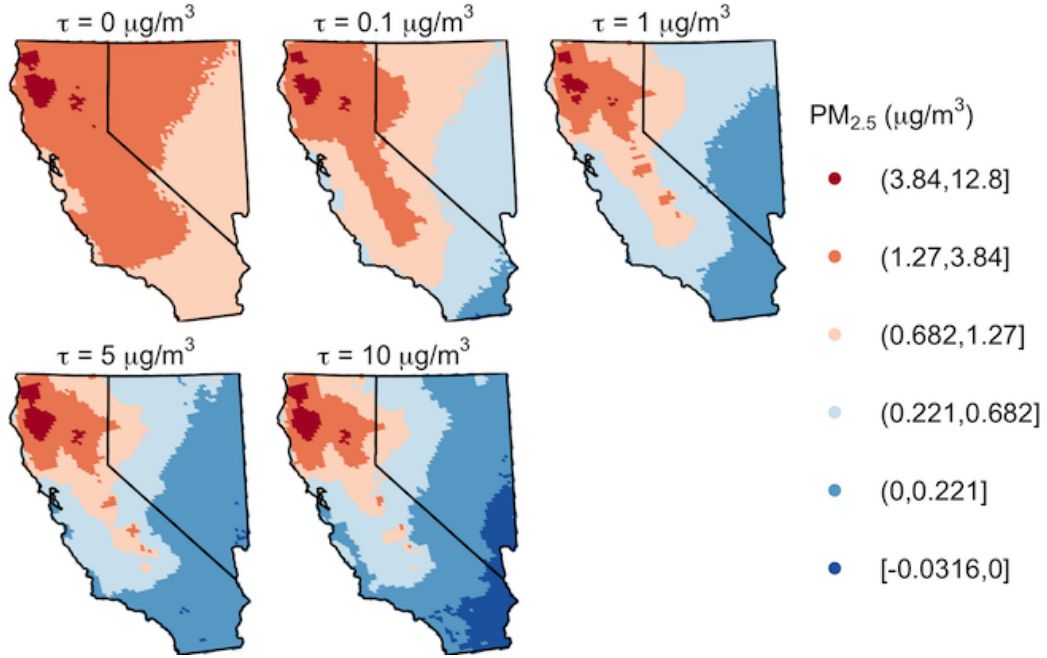 τ = 0 μg/m³
τ = 0.1 μg/m³
τ = 1 μg/m³
τ = 5 μg/m³
τ = 10 μg/m³
PM₂.₅ (μg/m³)
(3.84,12.8]
(1.27,3.84]
(0.682,1.27]
(0.221,0.682]
(0,0.221]
[-0.0316,0]